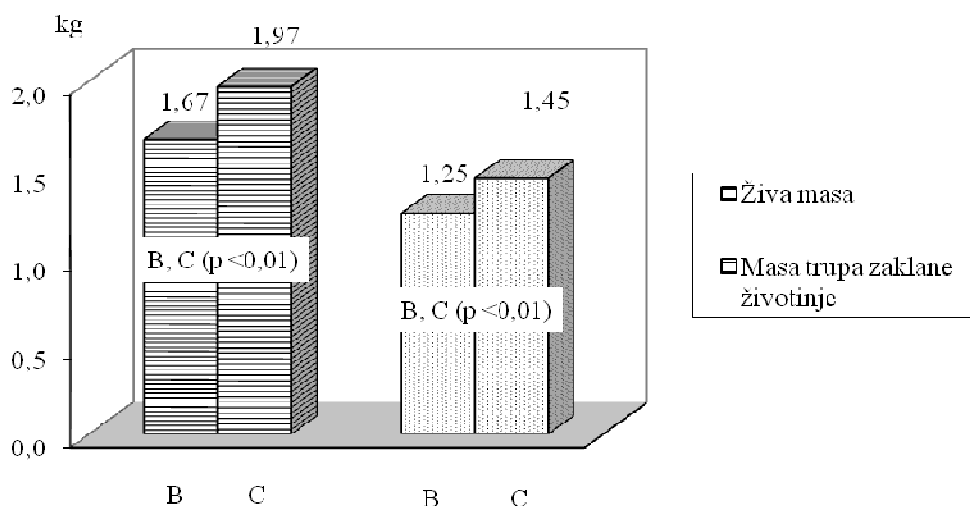 kg
2,0
1,5
1,0
0,5
0,0
1,67
1,97
1,25
1,45
B, C (p <0,01)
B, C (p <0,01)
B
C
B
C
Živa masa
Masa trupa zaklane
životinje